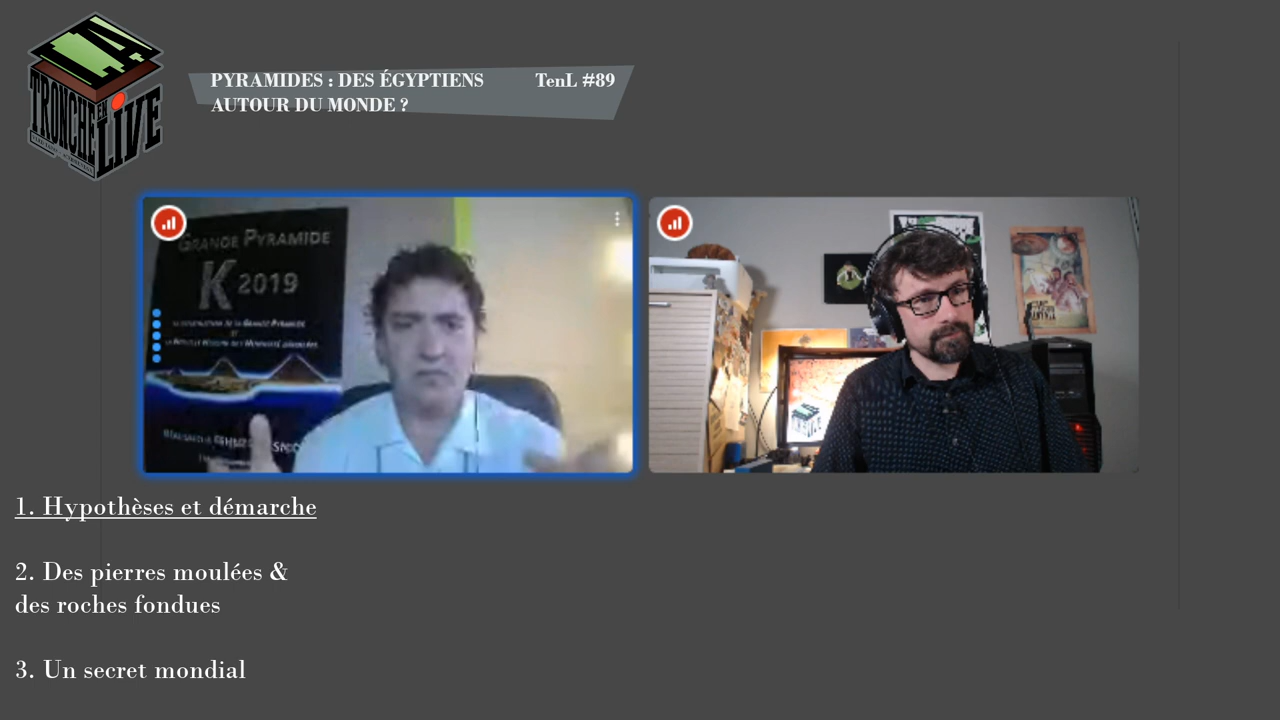 TRONCHE
EN
LIVE
PYRAMIDES : DES ÉGYPTIENS
AUTOUR DU MONDE ?
TenL #89
GRANDE PYRAMIDE
K 2019
1. Hypothèses et démarche
2. Des pierres moulées &
des roches fondues
3. Un secret mondial